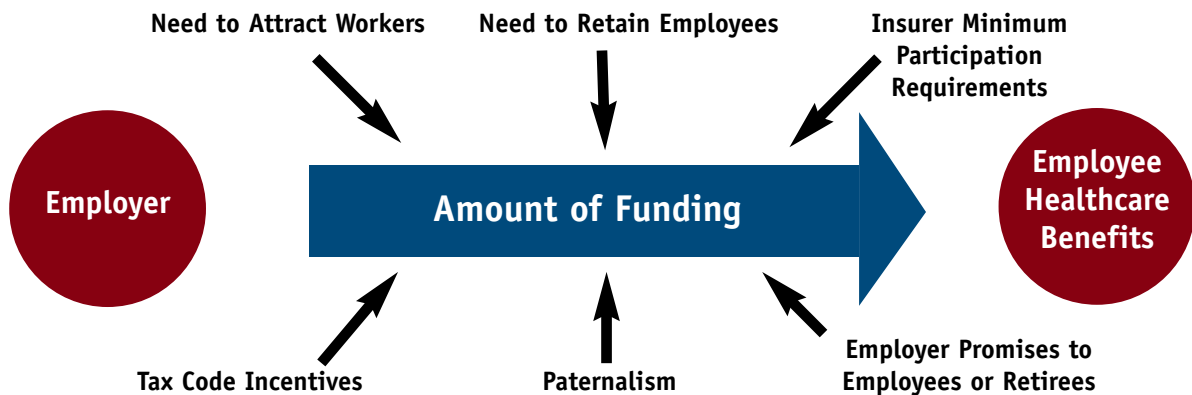 Need to Attract Workers
Need to Retain Employees
Insurer Minimum
Participation
Requirements
Employer
Amount of Funding
Employee
Healthcare
Benefits
Tax Code Incentives
Paternalism
Employer Promises to
Employees or Retirees